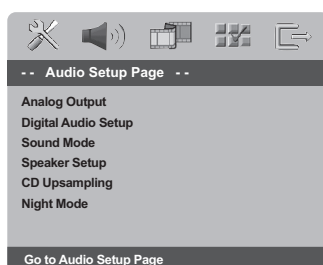 -- Audio Setup Page --
Analog Output
Digital Audio Setup
Sound Mode
Speaker Setup
CD Upsampling
Night Mode
Go to Audio Setup Page